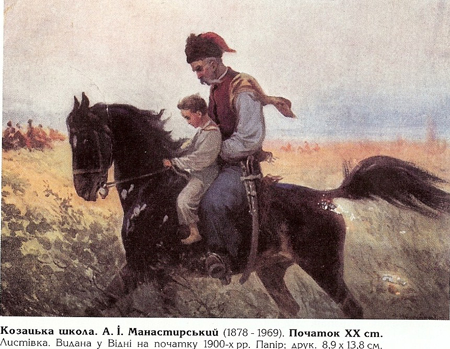 Козацька школа. А. Ї. Манастирський (1878 - 1969). Початок ХХ ст.
Листівка. Видана у Відні на початку 1900-х рр. Папір; друк. 8,9 х 13,8 см.